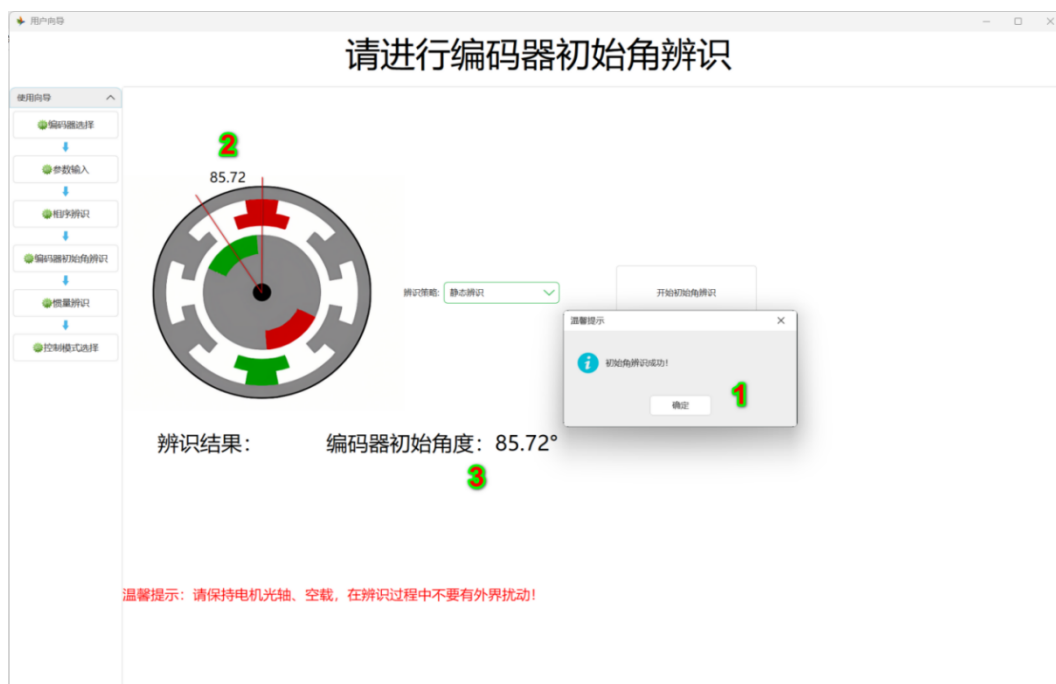 用户向导
请进行编码器初始角辨识
使用向导
编码器选择
参数输入
相序辨识
编码器初始角辨识
惯量辨识
控制模式选择
2
85.72
辨识策略: 静态辨识
开始初始角辨识
温馨提示
初始角辨识成功!
确定
1
辨识结果: 编码器初始角度: 85.72°
3
温馨提示: 请保持电机光轴、空载, 在辨识过程中不要有外界扰动!